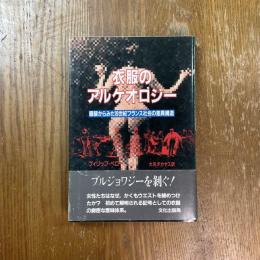 衣服の
アルケオロジー
服装からみた19世紀フランス社会の差異構造
フィリップ・ペロー
大矢タカヤス訳
ブルジョワジーを剥ぐ！
女性たちはなぜ、かくもウエストを締めつけ
たか？ 初めて解明される記号としての衣服
の緻密な意味体系。
文化出版局